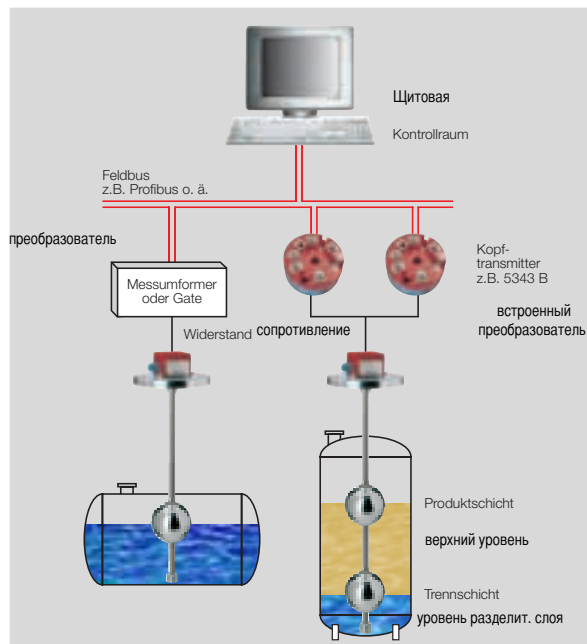 Щитовая
Kontrollraum
Feldbus
z.B. Profibus o. ä.
преобразователь
Messumformer
oder Gate
Kopf-
transmitter
z.B. 5343 B
встроенный
преобразователь
Widerstand
сопротивление
Produktschicht
верхний уровень
Trennschicht
уровень разделит. слоя